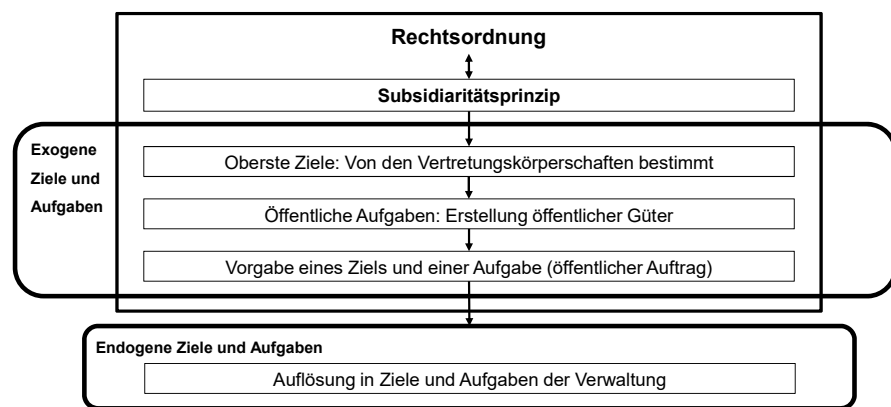 Rechtsordnung
Subsidiaritätsprinzip
Exogene
Ziele und
Aufgaben
Oberste Ziele: Von den Vertretungskörperschaften bestimmt
Öffentliche Aufgaben: Erstellung öffentlicher Güter
Vorgabe eines Ziels und einer Aufgabe (öffentlicher Auftrag)
Endogene Ziele und Aufgaben
Auflösung in Ziele und Aufgaben der Verwaltung